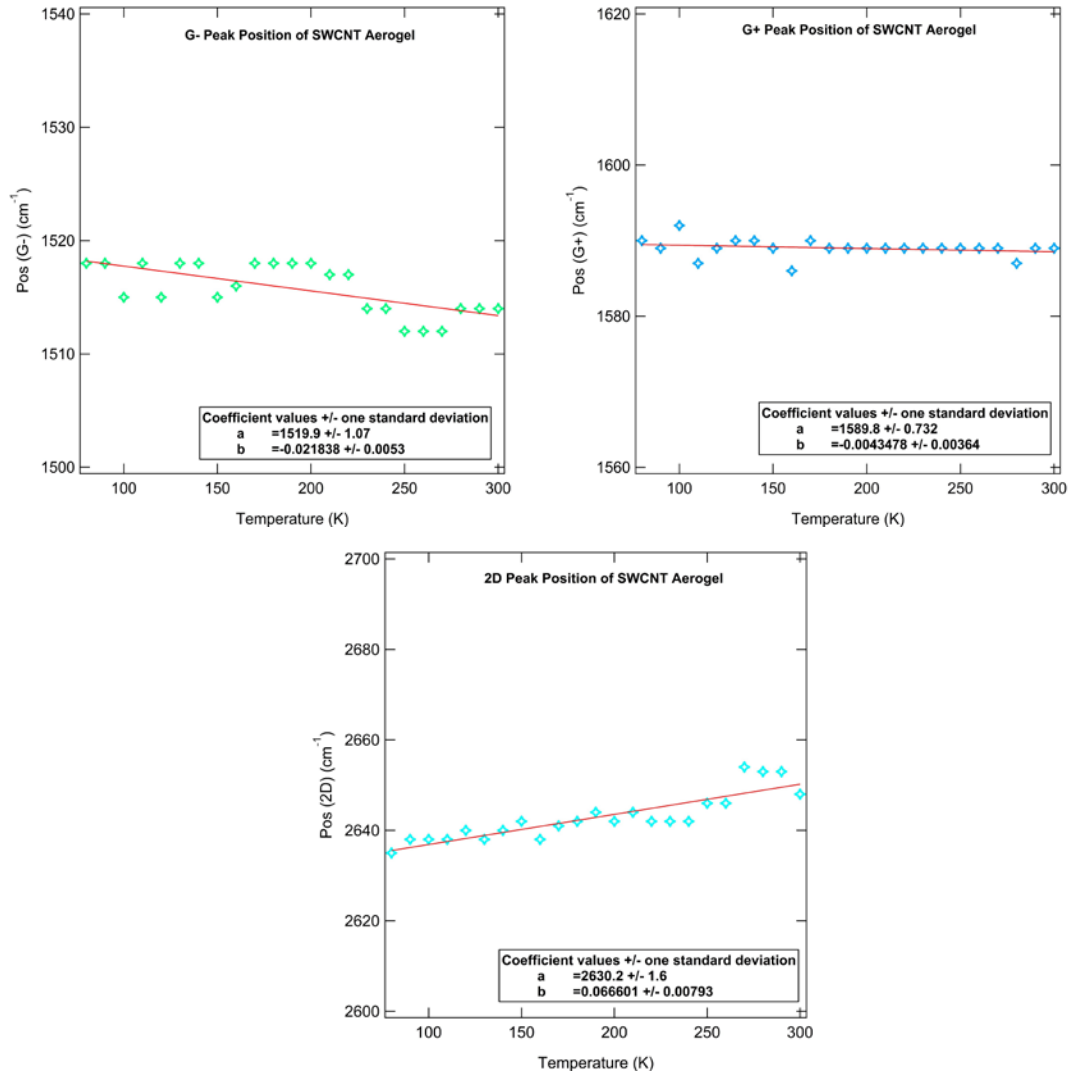 G- Peak Position of SWCNT Aerogel
1540
1530
1520
1510
1500
Pos (G-) (cm⁻¹)
Coefficient values +/- one standard deviation
a =1519.9 +/- 1.07
b =-0.021838 +/- 0.0053
100 150 200 250 300
Temperature (K)
G+ Peak Position of SWCNT Aerogel
1620
1600
1580
1560
Pos (G+) (cm⁻¹)
Coefficient values +/- one standard deviation
a =1589.8 +/- 0.732
b =-0.0043478 +/- 0.00364
100 150 200 250 300
Temperature (K)
2D Peak Position of SWCNT Aerogel
2700
2680
2660
2640
2620
2600
Pos (2D) (cm⁻¹)
Coefficient values +/- one standard deviation
a =2630.2 +/- 1.6
b =0.066601 +/- 0.00793
100 150 200 250 300
Temperature (K)